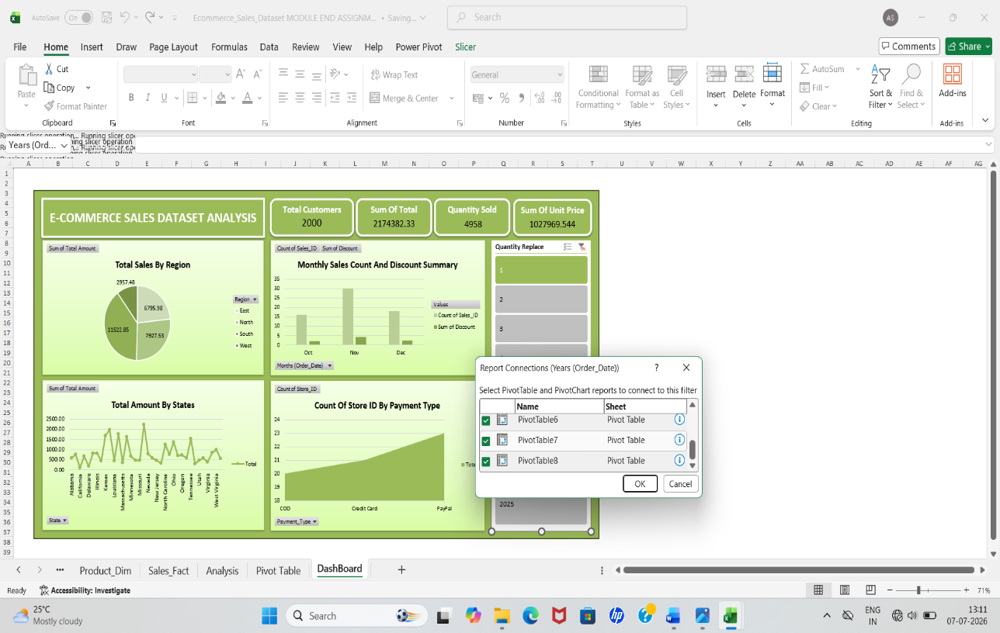 AutoSave On Ecommerce_Sales_Dataset MODULE END ASSIGNM... • Saving... Search AS
File Home Insert Draw Page Layout Formulas Data Review View Help Power Pivot Slicer Comments Share
Paste
Cut
Copy
Format Painter
Clipboard
B I U A
Font
Wrap Text
Merge & Center
Alignment
General
%
Number
Conditional Formatting
Format as Table
Cell Styles
Styles
Insert Delete Format
Cells
AutoSum
Fill
Clear
Sort & Filter
Find & Select
Editing
Add-ins
Add-ins
Running slicer operation... Running slicer ope
Years (Ord...
ning slicer operation
A B C D E F G H I J K L M N O P Q R S T U V W X Y Z AA AB AC AD AE AF AG
1
2
3
4
5
6
7
8
9
10
11
12
13
14
15
16
17
18
19
20
21
22
23
24
25
26
27
28
29
30
31
32
33
34
35
36
37
38
39
E-COMMERCE SALES DATASET ANALYSIS
Total Customers
2000
Sum Of Total
2174382.33
Quantity Sold
4958
Sum Of Unit Price
1027969.544
Sum of Total Amount
Total Sales By Region
2957.48
6795.98
11522.85
7927.53
Region
East
North
South
West
Count of Sales_ID Sum of Discount
Monthly Sales Count And Discount Summary
35
30
25
20
15
10
5
0
Oct Nov Dec
Values
Count of Sales_ID
Sum of Discount
Months (Order_Date)
Quantity Replace
1
2
3
Sum of Total Amount
Total Amount By States
2500.00
2000.00
1500.00
1000.00
500.00
0.00
Alabama
California
Delaware
Illinois
Kansas
Louisiana
Massachusetts
Minnesota
Missouri
Nevada
New Jersey
North Carolina
Ohio
Oregon
Tennessee
Utah
Virginia
West Virginia
Total
State
Count of Store_ID
Count Of Store ID By Payment Type
24
23
22
21
20
19
18
COD Credit Card PayPal
Payment_Type
Report Connections (Years (Order_Date)) ?
Select PivotTable and PivotChart reports to connect to this filter
Name Sheet
PivotTable6 Pivot Table
PivotTable7 Pivot Table
PivotTable8 Pivot Table
OK Cancel
2025
Product_Dim Sales_Fact Analysis Pivot Table DashBoard
Ready Accessibility: Investigate 71%
25°C
Mostly cloudy
Search
ENG
IN
13:11
07-07-2026